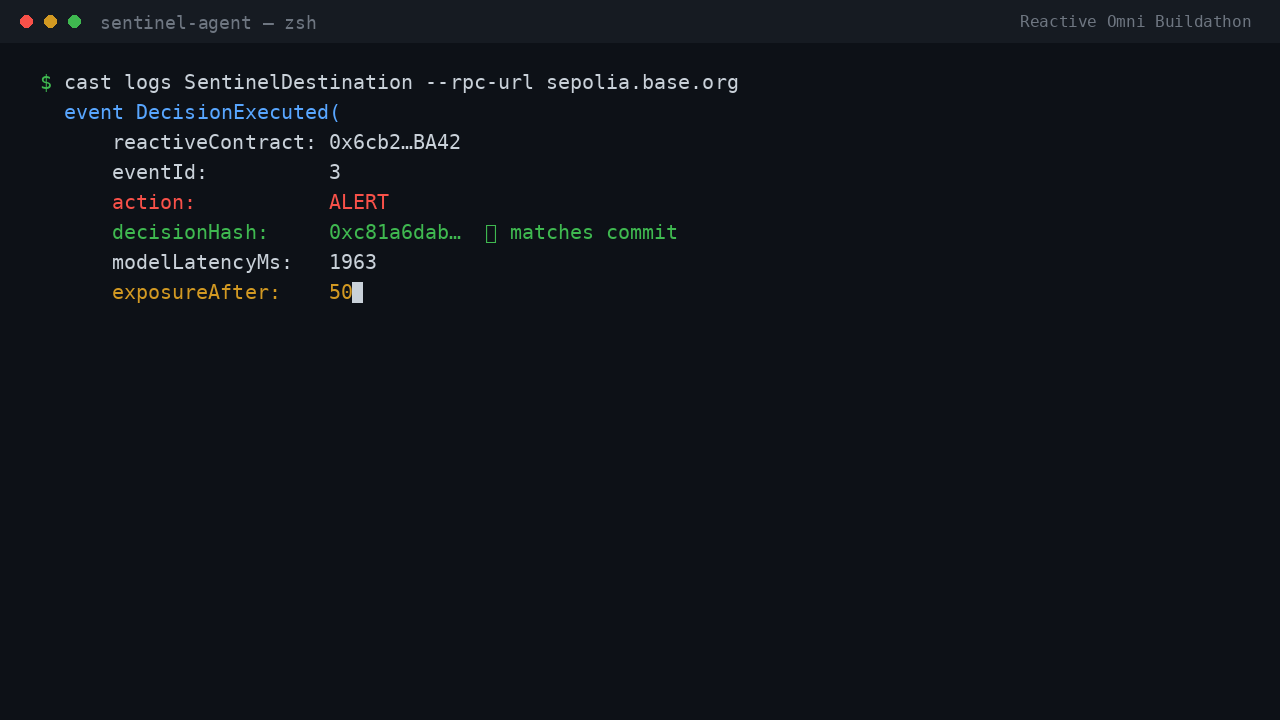 sentinel-agent — zsh
Reactive Omni Buildathon
$ cast logs SentinelDestination --rpc-url sepolia.base.org
event DecisionExecuted(
reactiveContract: 0x6cb2…BA42
eventId: 3
action: ALERT
decisionHash: 0xc81a6dab… matches commit
modelLatencyMs: 1963
exposureAfter: 50